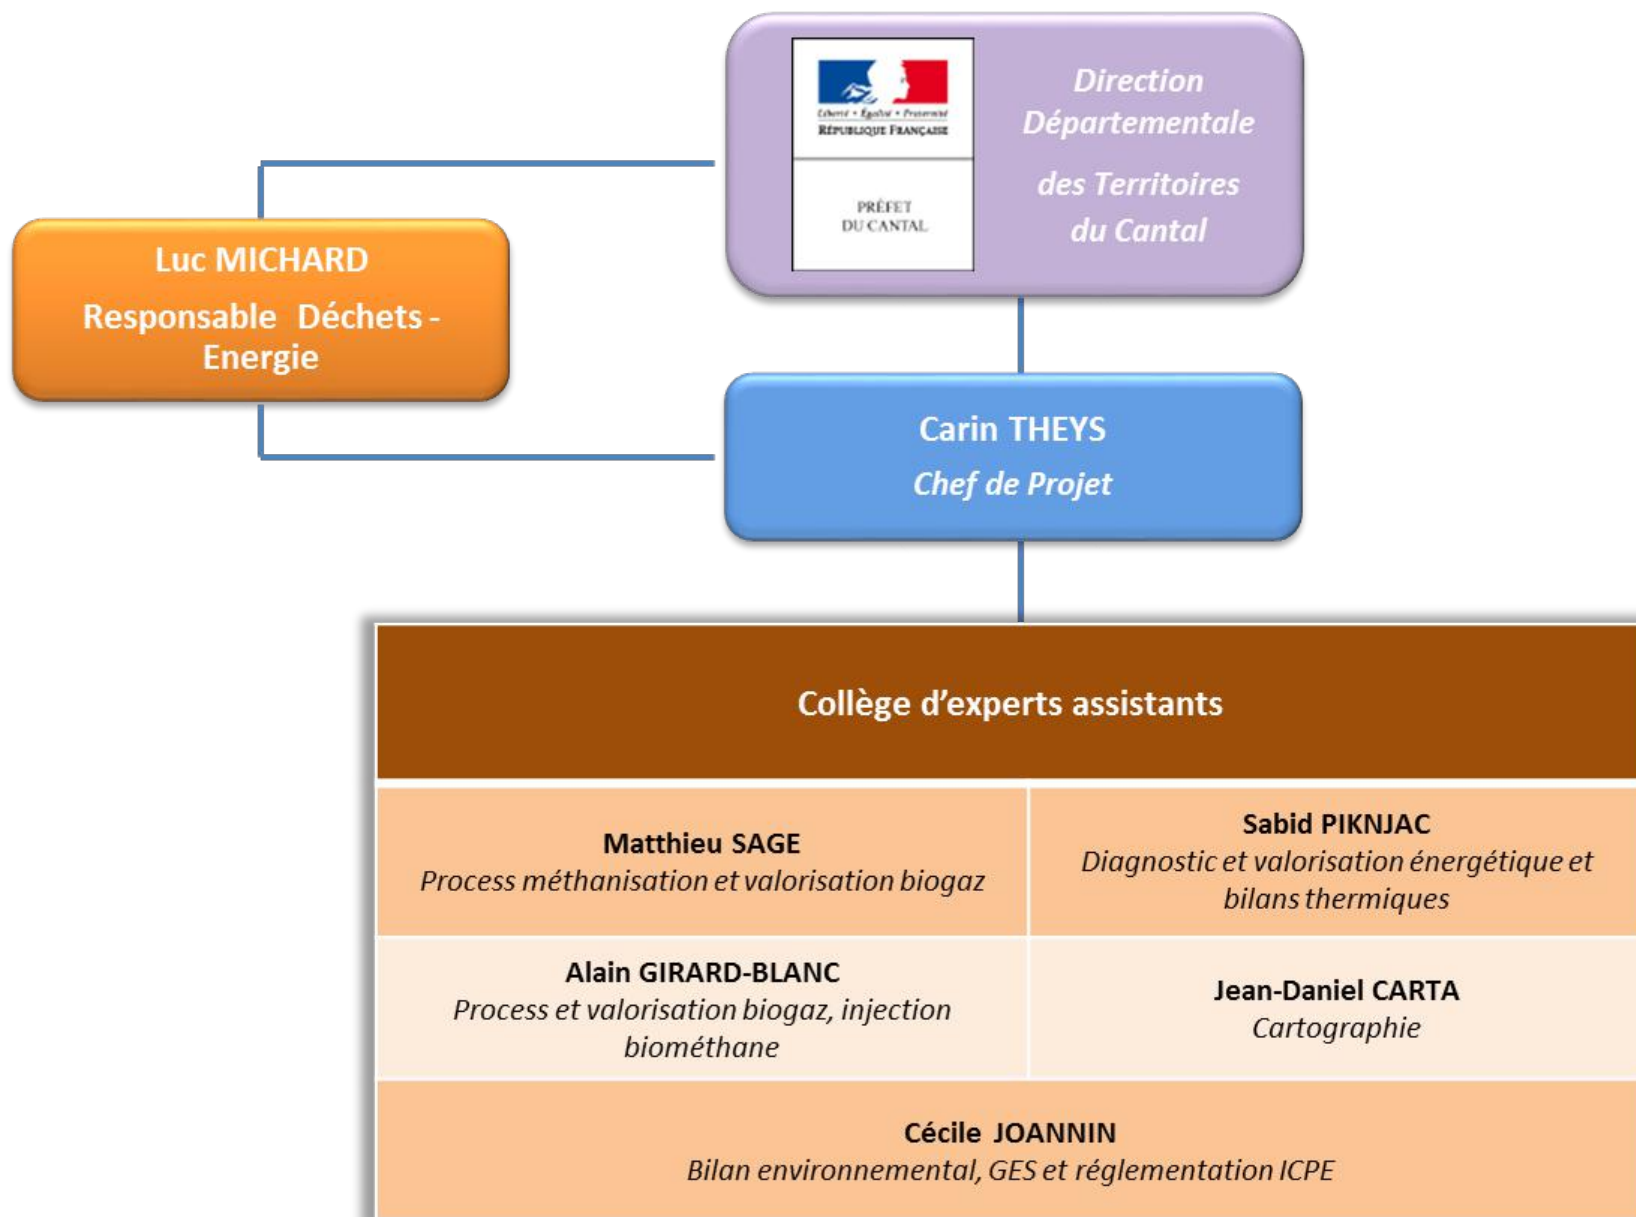 Liberté • Égalité • Fraternité
RÉPUBLIQUE FRANÇAISE
PRÉFET
DU CANTAL
Direction
Départementale
des Territoires
du Cantal
Luc MICHARD
Responsable Déchets -
Energie
Carin THEYS
Chef de Projet
Collège d’experts assistants
Matthieu SAGE
Process méthanisation et valorisation biogaz
Sabid PIKNJAC
Diagnostic et valorisation énergétique et
bilans thermiques
Alain GIRARD-BLANC
Process et valorisation biogaz, injection
biométhane
Jean-Daniel CARTA
Cartographie
Cécile JOANNIN
Bilan environnemental, GES et réglementation ICPE